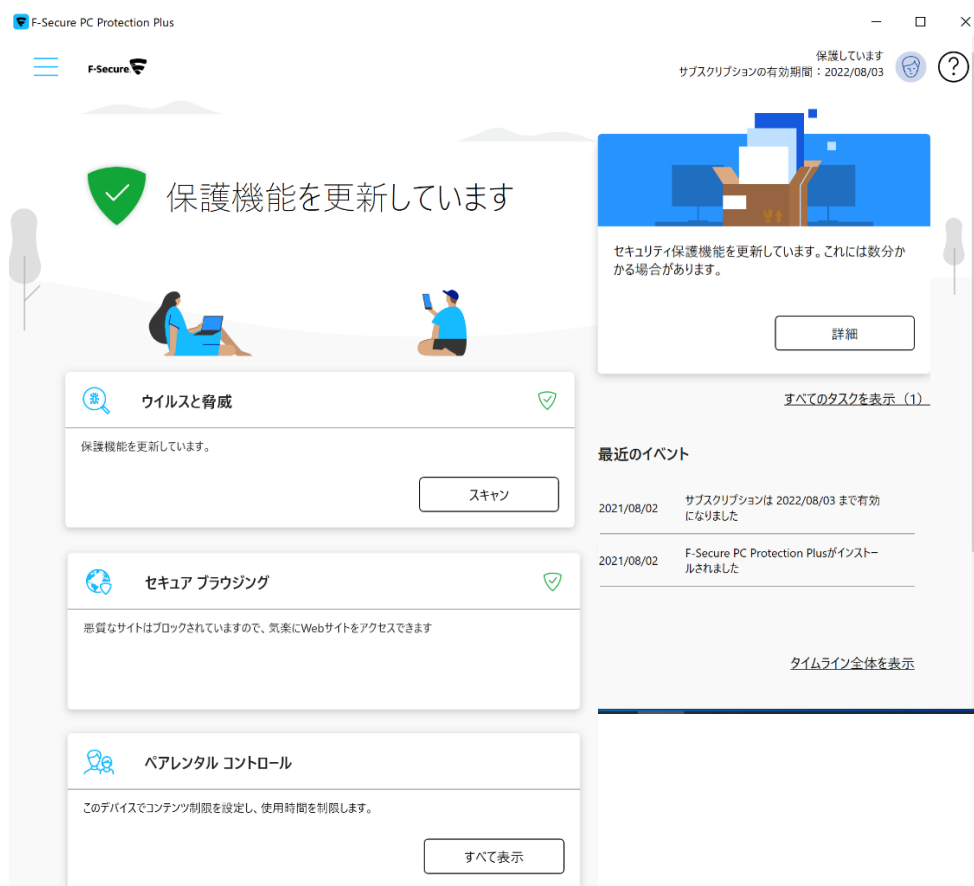 F-Secure PC Protection Plus
F-Secure
保護しています
サブスクリプションの有効期間：2022/08/03
?
保護機能を更新しています
セキュリティ保護機能を更新しています。これには数分か
かる場合があります。
詳細
すべてのタスクを表示（1）
ウイルスと脅威
保護機能を更新しています。
スキャン
最近のイベント
2021/08/02
サブスクリプションは 2022/08/03 まで有効
になりました
2021/08/02
F-Secure PC Protection Plusがインストー
ルされました
タイムライン全体を表示
セキュア ブラウジング
悪質なサイトはブロックされていますので、気楽にWebサイトをアクセスできます
ペアレンタル コントロール
このデバイスでコンテンツ制限を設定し、使用時間を制限します。
すべて表示